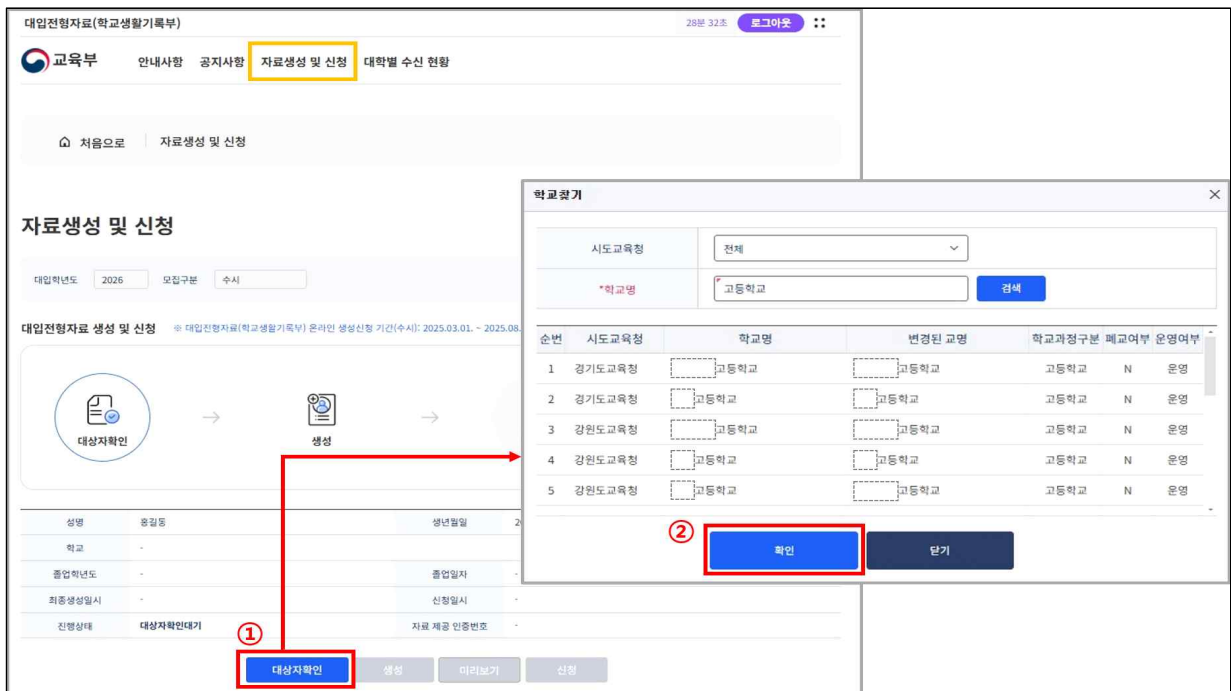 대입전형자료(학교생활기록부) 28분 32초 로그아웃
교육부 안내사항 공지사항 자료생성 및 신청 대학별 수신 현황
처음으로 자료생성 및 신청
자료생성 및 신청
대입학년도 2026 모집구분 수시
대입전형자료 생성 및 신청 ※ 대입전형자료(학교생활기록부) 온라인 생성신청 기간(수시): 2025.03.01. ~ 2025.08.
대상자확인 생성
성명 홍길동 생년월일
학교 -
졸업학년도 - 졸업일자 -
최종생성일시 - 신청일시 -
진행상태 대상자확인대기 자료 제공 인증번호 -
①
대상자확인 생성 미리보기 신청
학교찾기
시도교육청 전체
*학교명 고등학교 검색
순번 시도교육청 학교명 변경된 교명 학교과정구분 폐교여부 운영여부
1 경기도교육청 고등학교 고등학교 고등학교 N 운영
2 경기도교육청 고등학교 고등학교 고등학교 N 운영
3 강원도교육청 고등학교 고등학교 고등학교 N 운영
4 강원도교육청 고등학교 고등학교 고등학교 N 운영
5 강원도교육청 고등학교 고등학교 고등학교 N 운영
②
확인 닫기